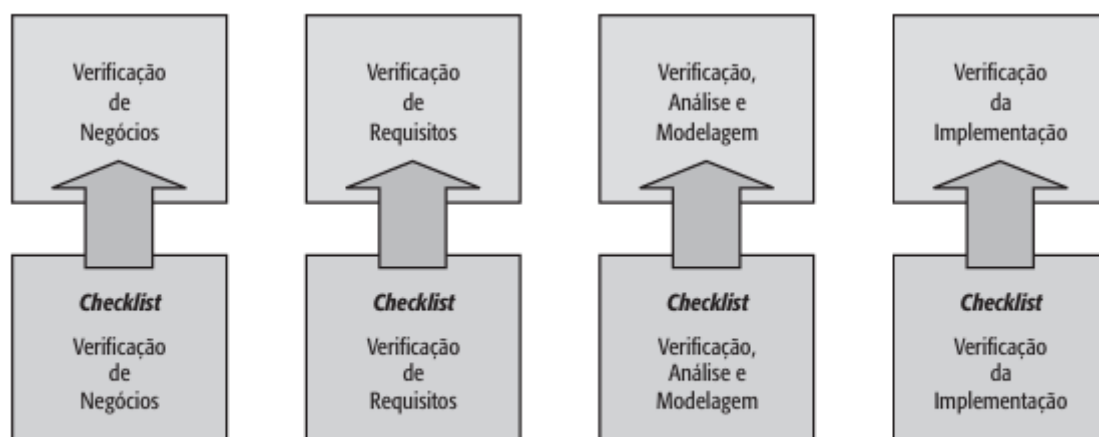 Verificação
de
Negócios
Verificação
de
Requisitos
Verificação,
Análise e
Modelagem
Verificação
da
Implementação
Checklist
Verificação
de
Negócios
Checklist
Verificação
de
Requisitos
Checklist
Verificação,
Análise e
Modelagem
Checklist
Verificação
da
Implementação